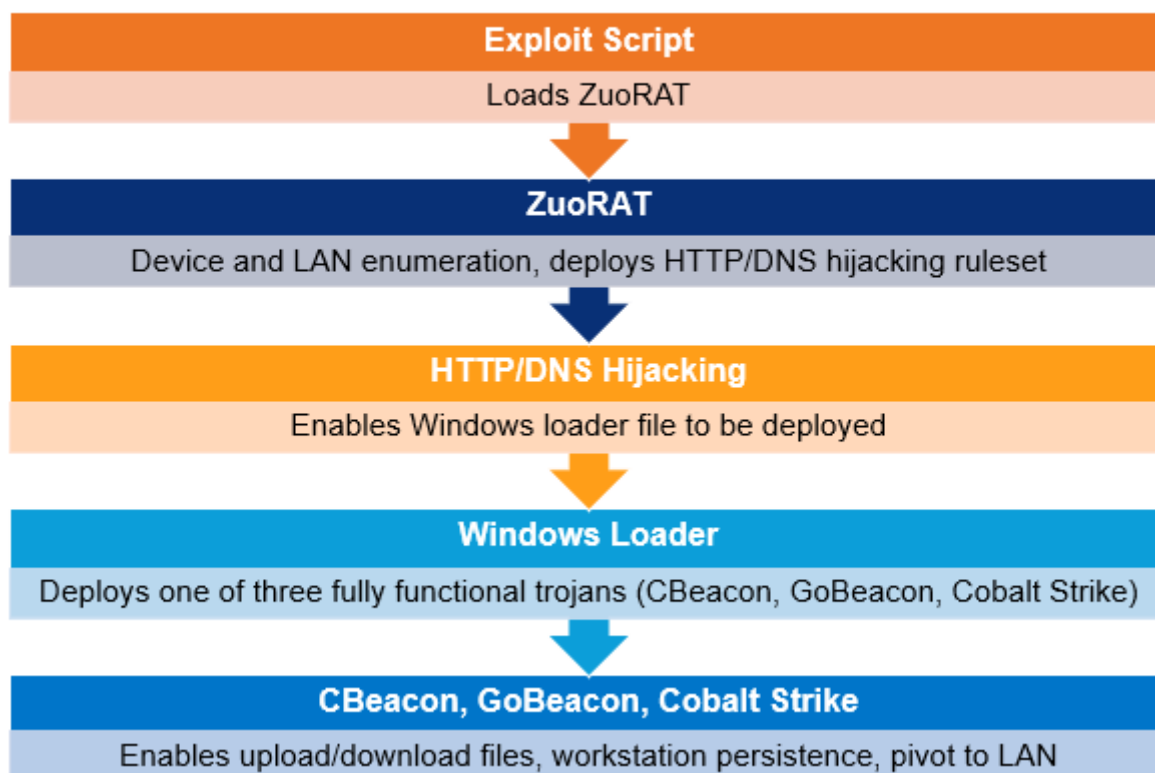 Exploit Script
Loads ZuoRAT
ZuoRAT
Device and LAN enumeration, deploys HTTP/DNS hijacking ruleset
HTTP/DNS Hijacking
Enables Windows loader file to be deployed
Windows Loader
Deploys one of three fully functional trojans (CBeacon, GoBeacon, Cobalt Strike)
CBeacon, GoBeacon, Cobalt Strike
Enables upload/download files, workstation persistence, pivot to LAN